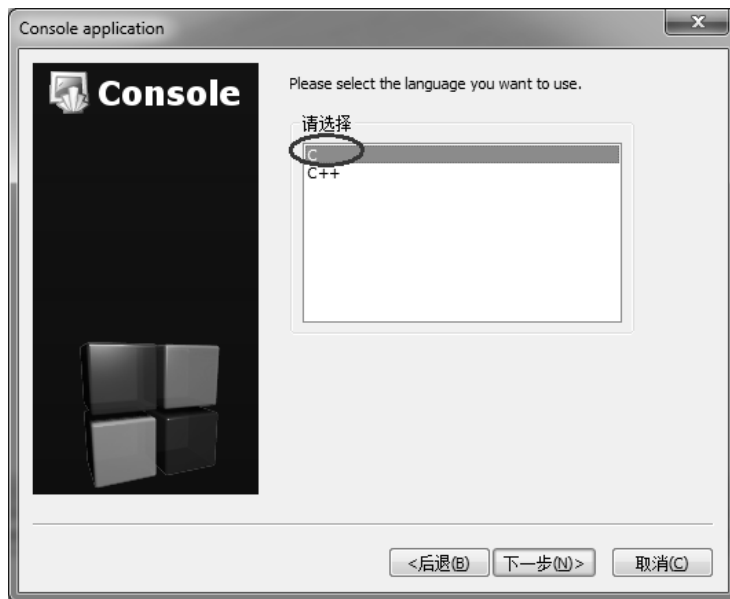 Console application
Console
Please select the language you want to use.
请选择
C
C++
<后退(B)
下一步(N)>
取消(C)